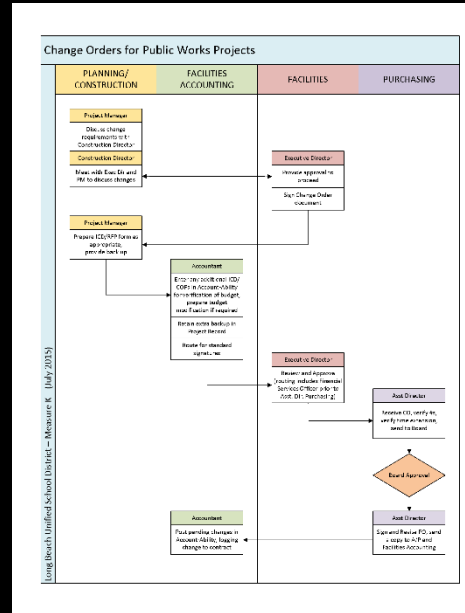 Change Orders for Public Works Projects
PLANNING/
CONSTRUCTION
FACILITIES
ACCOUNTING
FACILITIES
PURCHASING
Project Manager
Discuss change
requirements with
Construction Director
Construction Director
Meet with Exec Dir and
PM to discuss changes
Executive Director
Provide approval to
proceed
Sign Change Order
document
Project Manager
Prepare ICD/RFP form as
appropriate,
provide back up
Accountant
Enter any additional ICD/
COPs in Account-Ability
for verification of budget,
prepare budget
modification if required
Retain extra backup in
Project Record
Route for standard
signatures
Executive Director
Review and Approve
(routing includes Financial
Services Officer prior to
Asst. Dir. Purchasing)
Asst Director
Receive CO, verify
verify time extension,
send to Board
Board Approval
Asst Director
Sign and Revise PO, send
a copy to A/P and
Facilities Accounting
Accountant
Post pending changes in
Account-Ability, logging
change to contract
Long Beach Unified School District – Measure K (July 2015)